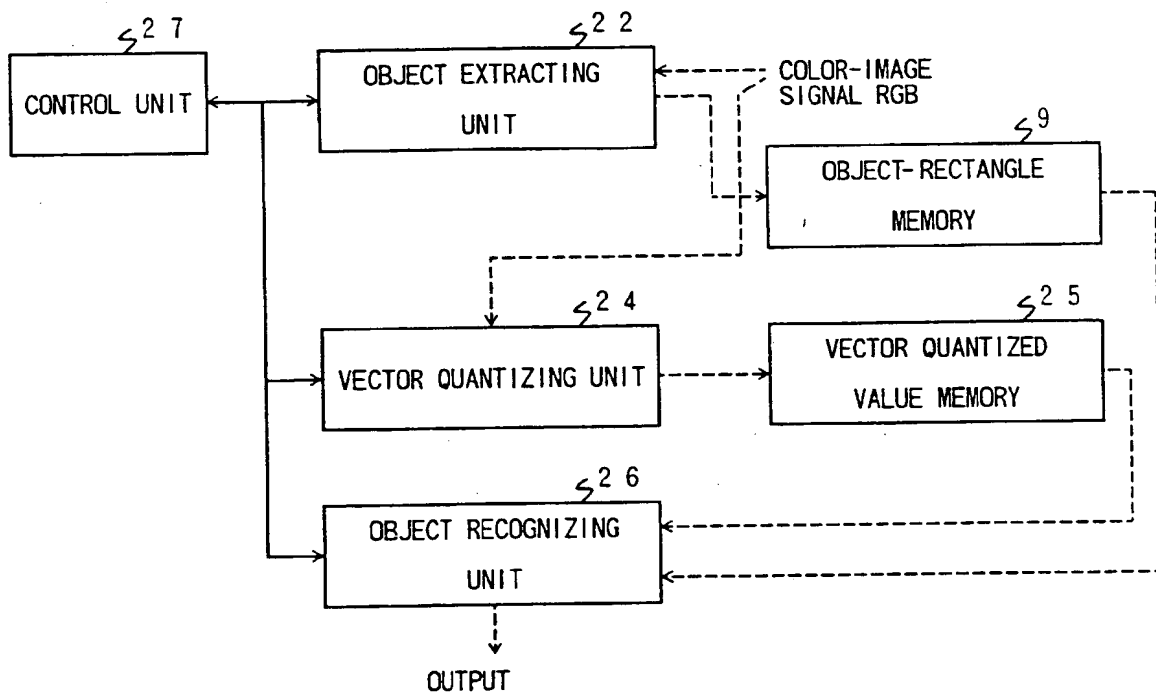 27
CONTROL UNIT
22
OBJECT EXTRACTING
UNIT
COLOR-IMAGE
SIGNAL RGB
9
OBJECT-RECTANGLE
MEMORY
24
VECTOR QUANTIZING UNIT
25
VECTOR QUANTIZED
VALUE MEMORY
26
OBJECT RECOGNIZING
UNIT
OUTPUT